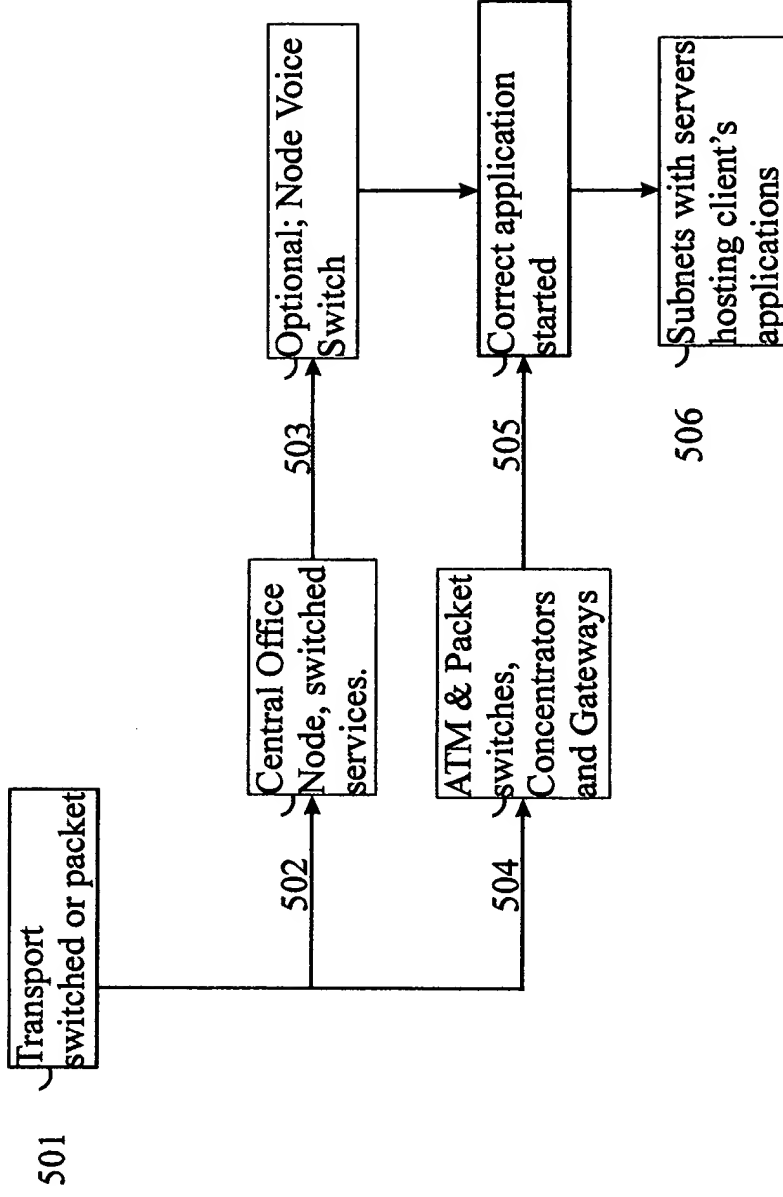 501
Transport
switched or packet
502
Central Office
Node, switched
services.
503
Optional; Node Voice
Switch
504
ATM & Packet
switches,
Concentrators
and Gateways
505
Correct application
started
506
Subnets with servers
hosting client's
applications